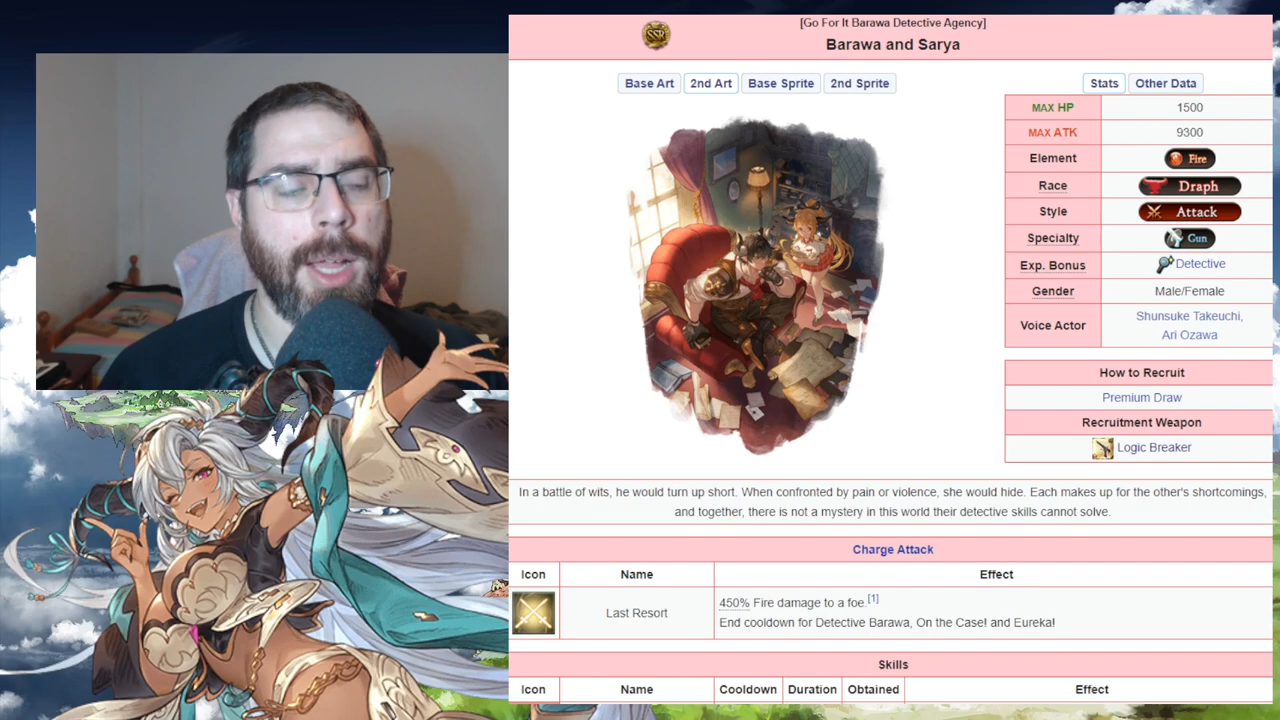 SSR
[Go For It Barawa Detective Agency]
Barawa and Sarya
Base Art
2nd Art
Base Sprite
2nd Sprite
Stats
Other Data
MAX HP 1500
MAX ATK 9300
Element Fire
Race Draph
Style Attack
Specialty Gun
Exp. Bonus Detective
Gender Male/Female
Voice Actor Shunsuke Takeuchi,
Ari Ozawa
How to Recruit
Premium Draw
Recruitment Weapon
Logic Breaker
In a battle of wits, he would turn up short. When confronted by pain or violence, she would hide. Each makes up for the other's shortcomings,
and together, there is not a mystery in this world their detective skills cannot solve.
Charge Attack
Icon Name Effect
Last Resort
450% Fire damage to a foe.[1]
End cooldown for Detective Barawa, On the Case! and Eureka!
Skills
Icon Name Cooldown Duration Obtained Effect